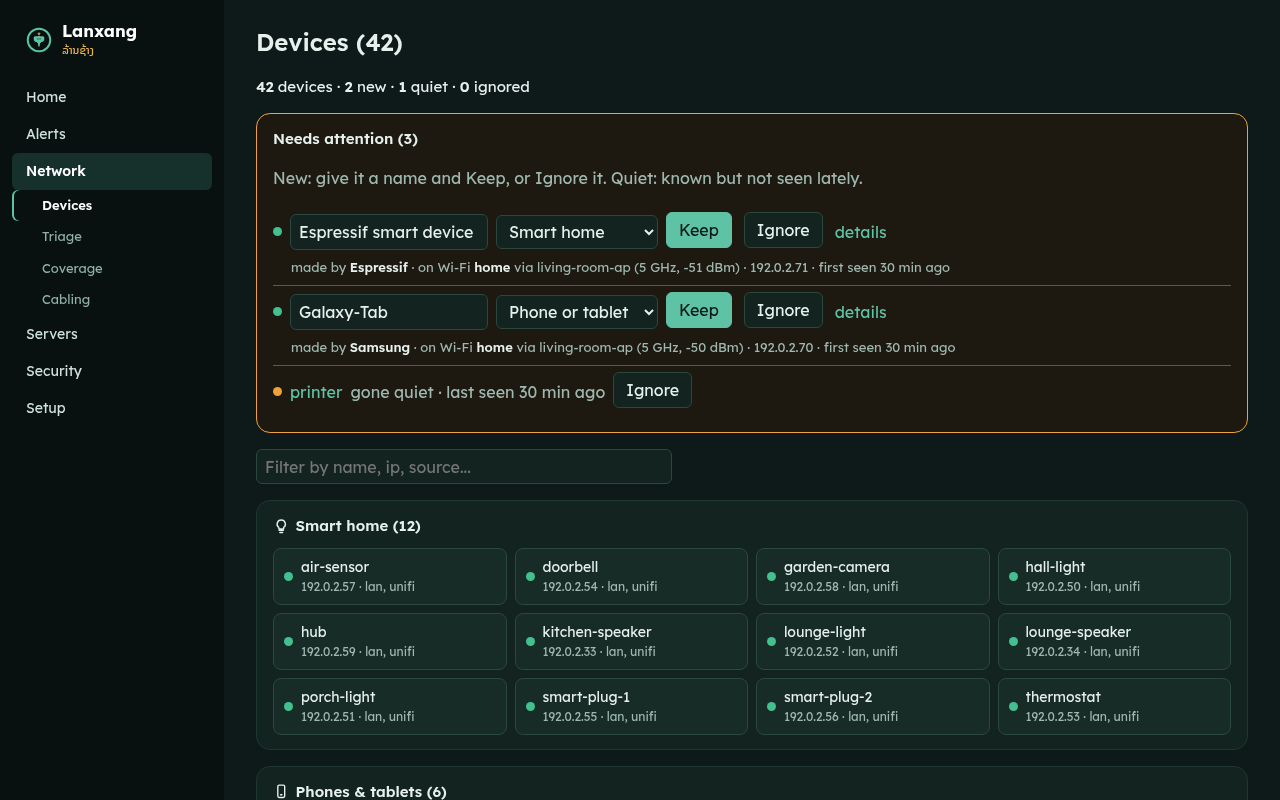 Lanxang
ລ້ານຊ້າງ
Home
Alerts
Network
Devices
Triage
Coverage
Cabling
Servers
Security
Setup
Devices (42)
42 devices · 2 new · 1 quiet · 0 ignored
Needs attention (3)
New: give it a name and Keep, or Ignore it. Quiet: known but not seen lately.
Espressif smart device Smart home Keep Ignore details
made by Espressif · on Wi-Fi home via living-room-ap (5 GHz, -51 dBm) · 192.0.2.71 · first seen 30 min ago
Galaxy-Tab Phone or tablet Keep Ignore details
made by Samsung · on Wi-Fi home via living-room-ap (5 GHz, -50 dBm) · 192.0.2.70 · first seen 30 min ago
printer gone quiet · last seen 30 min ago Ignore
Filter by name, ip, source...
Smart home (12)
air-sensor
192.0.2.57 · lan, unifi
doorbell
192.0.2.54 · lan, unifi
garden-camera
192.0.2.58 · lan, unifi
hall-light
192.0.2.50 · lan, unifi
hub
192.0.2.59 · lan, unifi
kitchen-speaker
192.0.2.33 · lan, unifi
lounge-light
192.0.2.52 · lan, unifi
lounge-speaker
192.0.2.34 · lan, unifi
porch-light
192.0.2.51 · lan, unifi
smart-plug-1
192.0.2.55 · lan, unifi
smart-plug-2
192.0.2.56 · lan, unifi
thermostat
192.0.2.53 · lan, unifi
Phones & tablets (6)